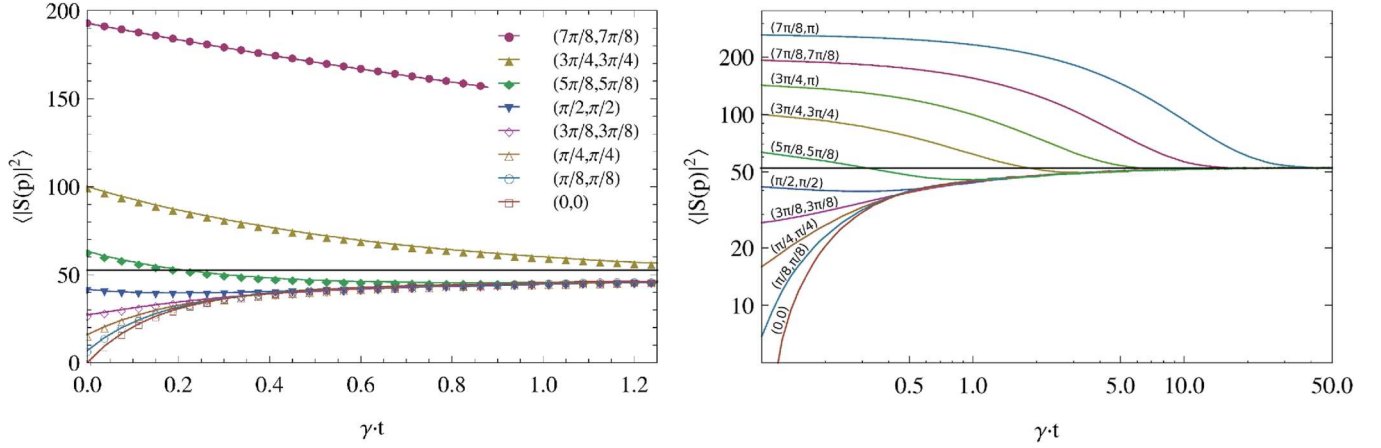 200
150
100
50
0
⟨|S(p)|²⟩
(7π/8,7π/8)
(3π/4,3π/4)
(5π/8,5π/8)
(π/2,π/2)
(3π/8,3π/8)
(π/4,π/4)
(π/8,π/8)
(0,0)
0.0 0.2 0.4 0.6 0.8 1.0 1.2
γ·t
200
100
50
20
10
⟨|S(p)|²⟩
(7π/8,π)
(7π/8,7π/8)
(3π/4,π)
(3π/4,3π/4)
(5π/8,5π/8)
(π/2,π/2)
(3π/8,3π/8)
(π/4,π/4)
(π/8,π/8)
(0,0)
0.5 1.0 5.0 10.0 50.0
γ·t